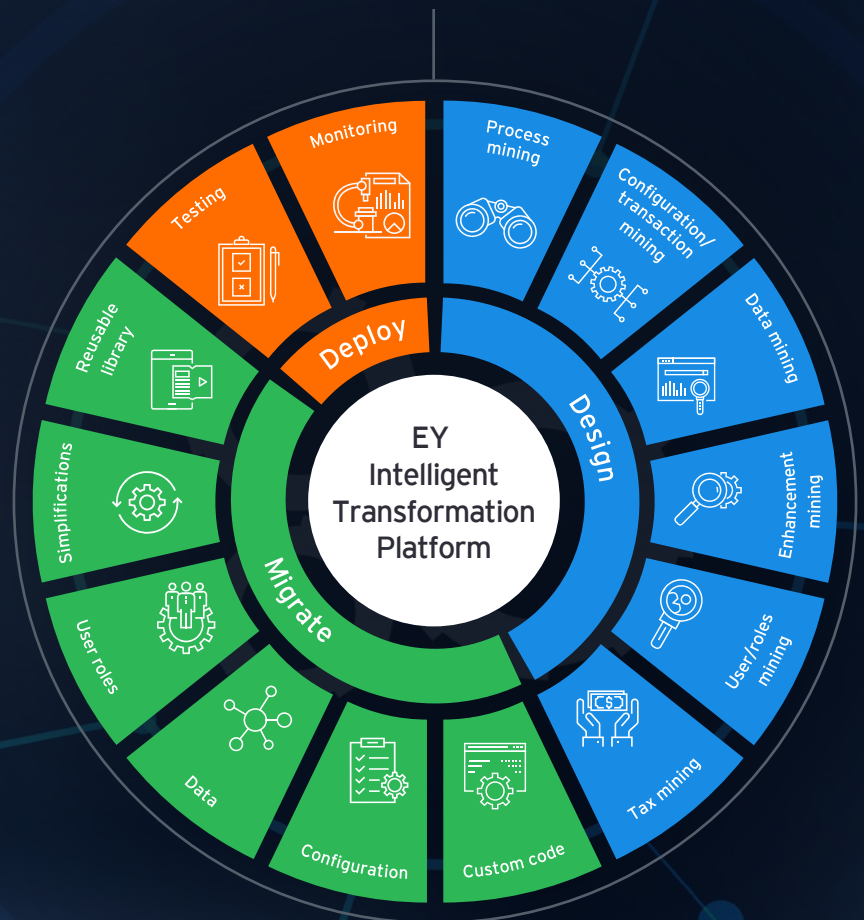 EY
Intelligent
Transformation
Platform
Design
Process
mining
Configuration/
transaction
mining
Data mining
Enhancement
mining
User/roles
mining
Tax mining
Migrate
Custom code
Configuration
Data
User roles
Simplifications
Reusable
library
Deploy
Testing
Monitoring
C$